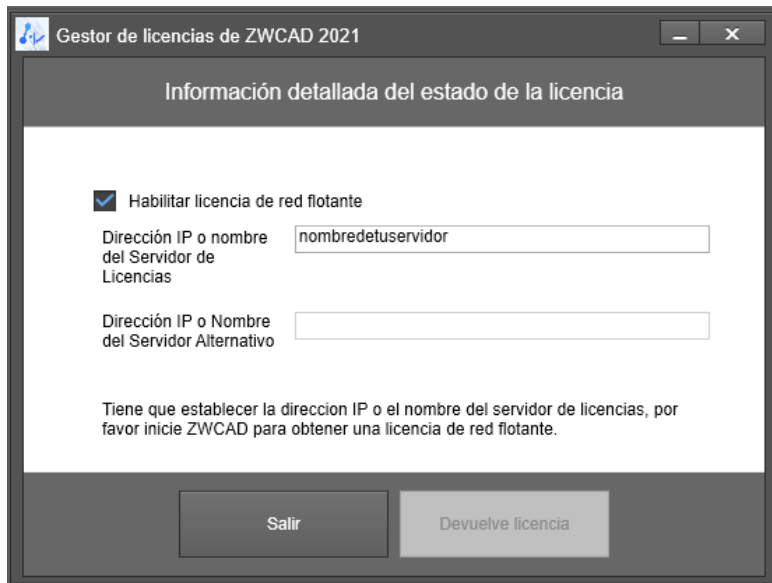 Gestor de licencias de ZWCAD 2021
Información detallada del estado de la licencia
Habilitar licencia de red flotante
Dirección IP o nombre
del Servidor de
Licencias
nombredetuservidor
Dirección IP o Nombre
del Servidor Alternativo
Tiene que establecer la direccion IP o el nombre del servidor de licencias, por
favor inicie ZWCAD para obtener una licencia de red flotante.
Salir
Devuelve licencia